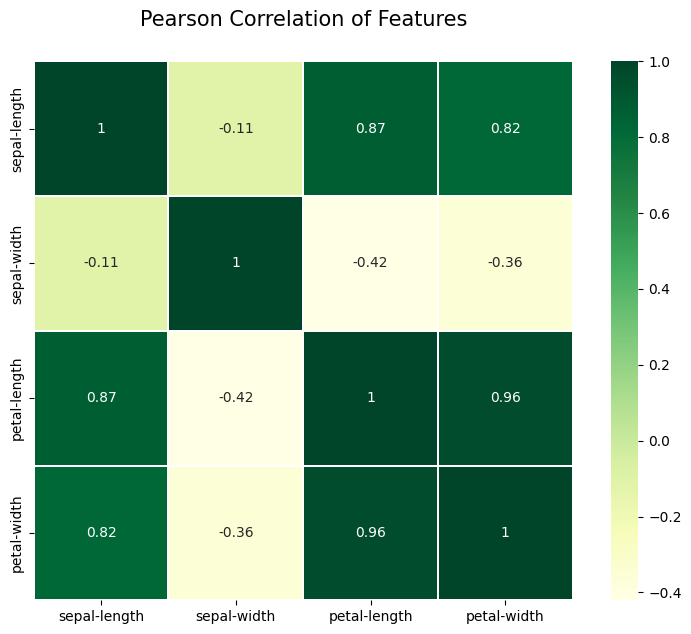 Pearson Correlation of Features
sepal-length
1
-0.11
0.87
0.82
sepal-width
-0.11
1
-0.42
-0.36
petal-length
0.87
-0.42
1
0.96
petal-width
0.82
-0.36
0.96
1
sepal-length
sepal-width
petal-length
petal-width
1.0
0.8
0.6
0.4
0.2
0.0
−0.2
−0.4